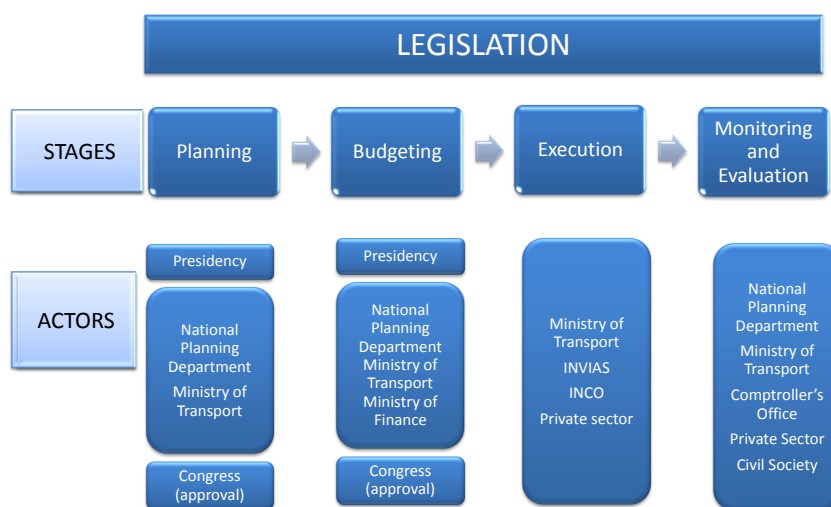 LEGISLATION
STAGES
Planning
Budgeting
Execution
Monitoring
and
Evaluation
ACTORS
Presidency
National
Planning
Department
Ministry of
Transport
Congress
(approval)
Presidency
National
Planning
Department
Ministry of
Transport
Ministry of
Finance
Congress
(approval)
Ministry of
Transport
INVIAS
INCO
Private sector
National
Planning
Department
Ministry of
Transport
Comptroller's
Office
Private Sector
Civil Society